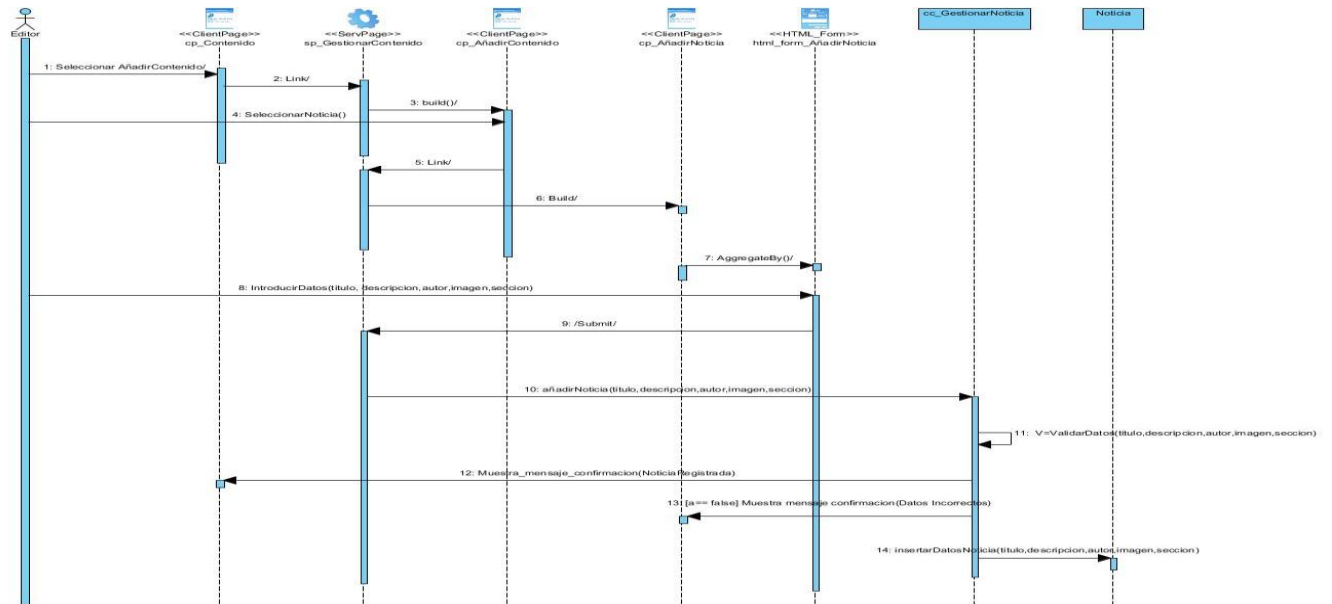 Editor
<<ClientPage>>
cp_Contenido
<<ServPage>>
sp_GestionarContenido
<<ClientPage>>
cp_AñadirContenido
<<ClientPage>>
cp_AñadirNoticia
<<HTML_Form>>
html_form_AñadirNoticia
cc_GestionarNoticia
Noticia
1: Seleccionar AñadirContenido/
2: Link/
3: build()/
4: SeleccionarNoticia()
5: Link/
6: Build/
7: AggregateBy()/
8: IntroducirDatos(titulo, descripcion,autor,imagen,seccion)
9: /Submit/
10: añadirNoticia(titulo,descripcion,autor,imagen,seccion)
11: V=ValidarDatos(titulo,descripcion,autor,imagen,seccion)
12: Muestra_mensaje_confirmacion(NoticiaRegistrada)
13: [a== false] Muestra mensaje confirmacion(Datos Incorrectos)
14: insertarDatosNoticia(titulo,descripcion,autor,imagen,seccion)